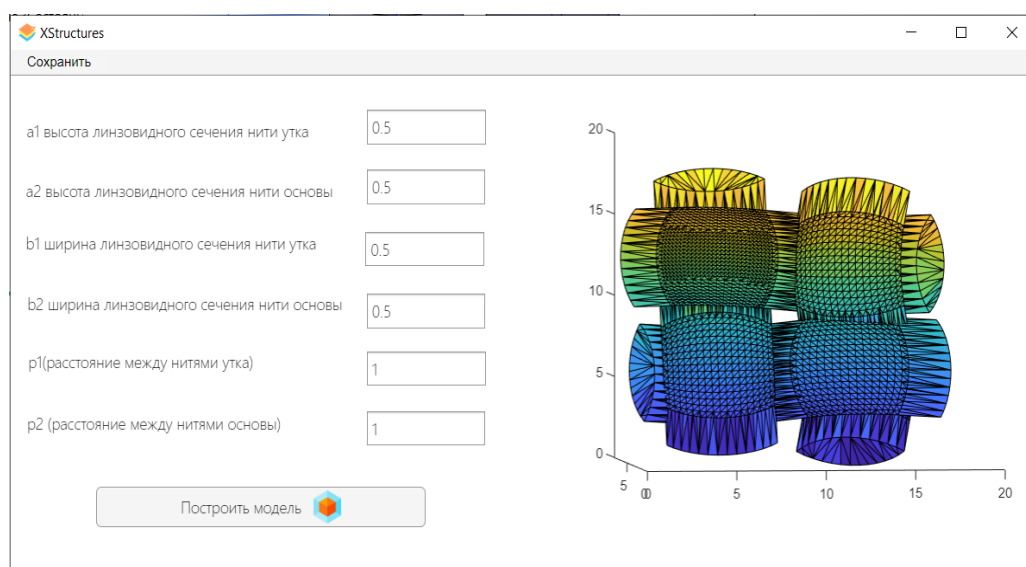 XStructures
Сохранить
a1 высота линзовидного сечения нити утка
0.5
a2 высота линзовидного сечения нити основы
0.5
b1 ширина линзовидного сечения нити утка
0.5
b2 ширина линзовидного сечения нити основы
0.5
p1(расстояние между нитями утка)
1
p2 (расстояние между нитями основы)
1
Построить модель
20
15
10
5
0
5 0 0 5 10 15 20